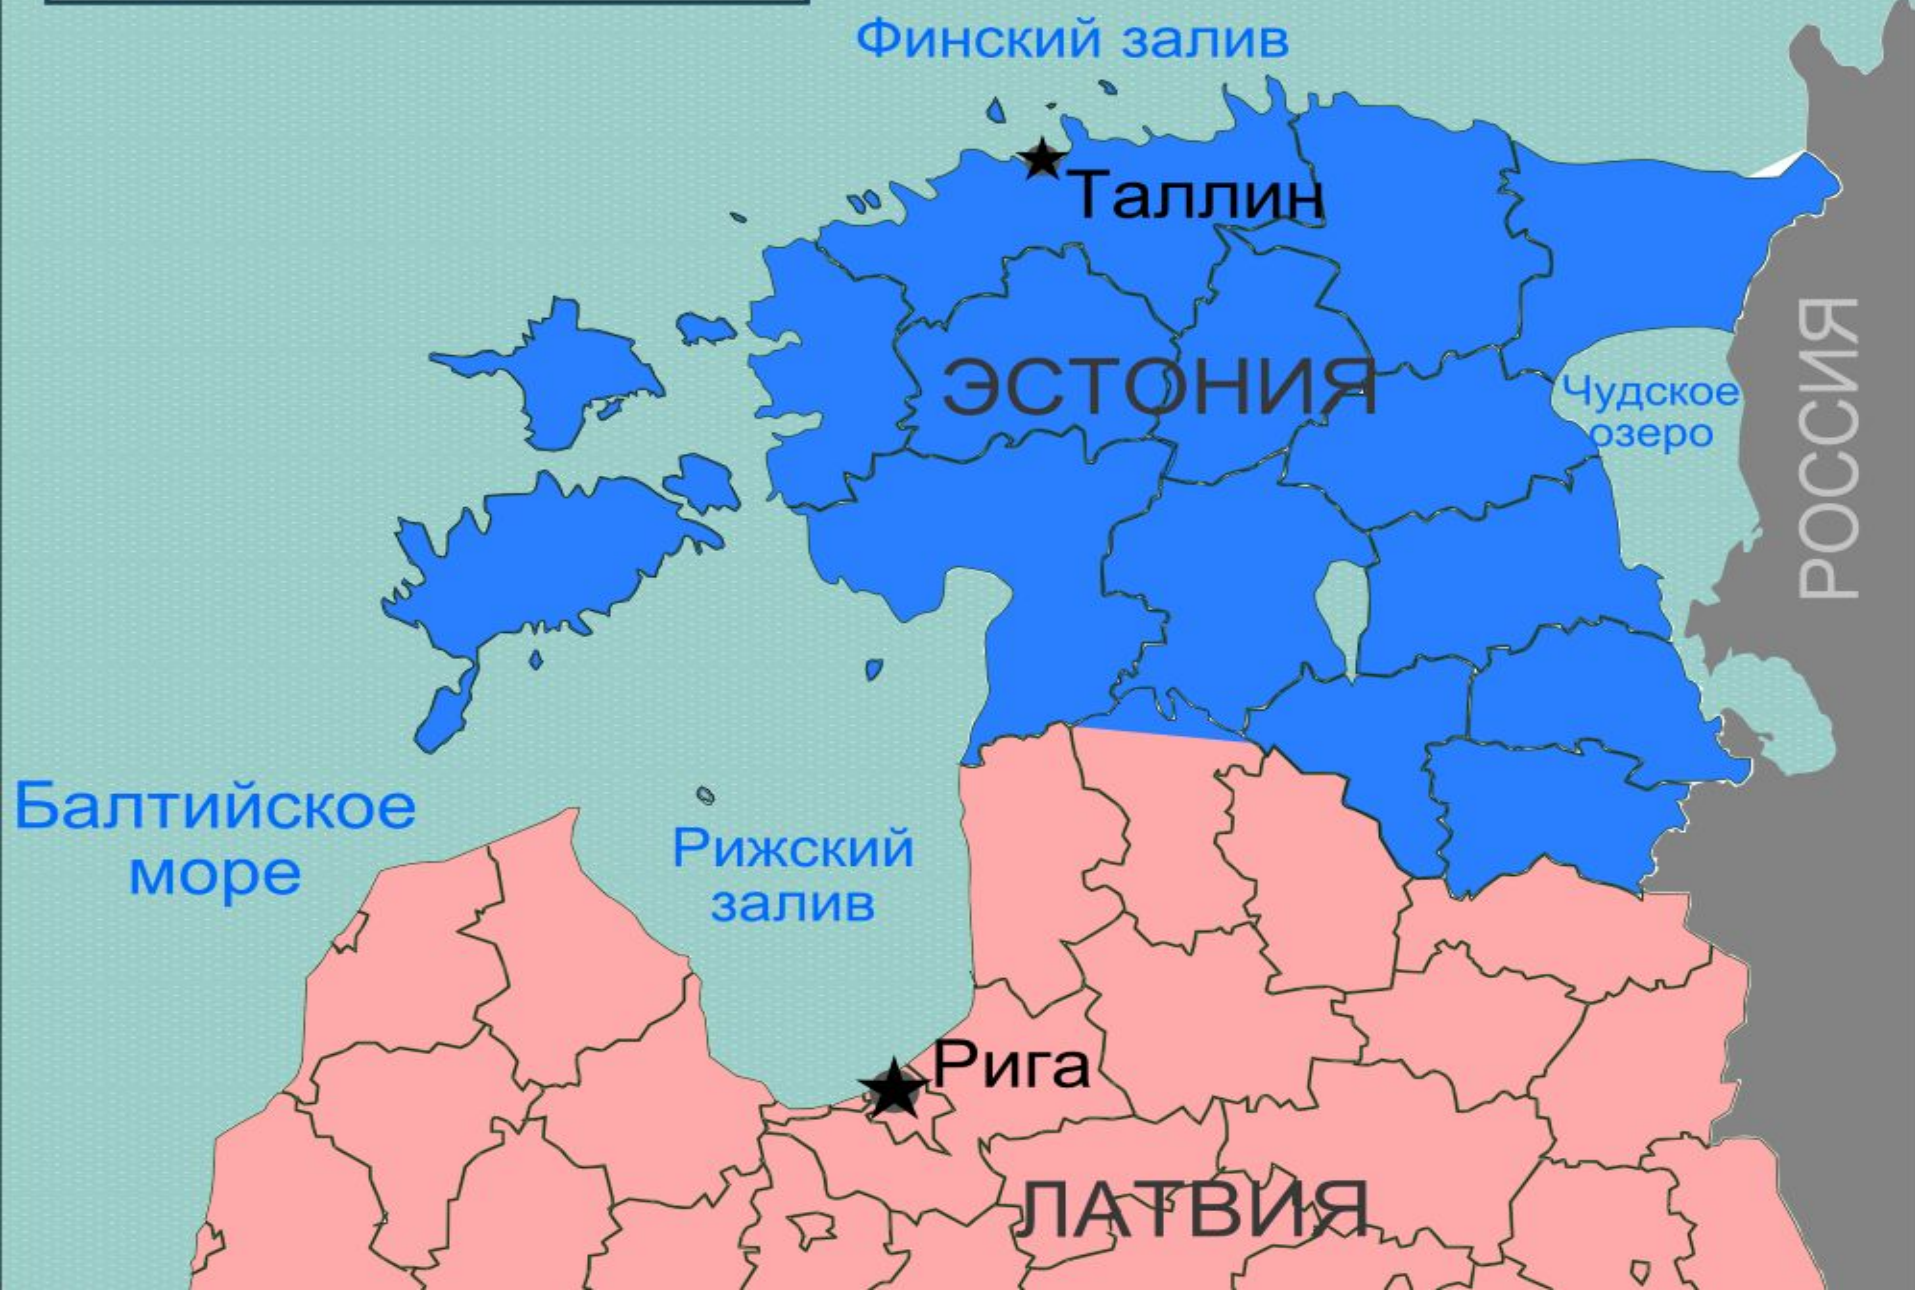 Финский залив
Таллин
ЭСТОНИЯ
Чудское
озеро
РОССИЯ
Балтийское
море
Рижский
залив
Рига
ЛАТВИЯ